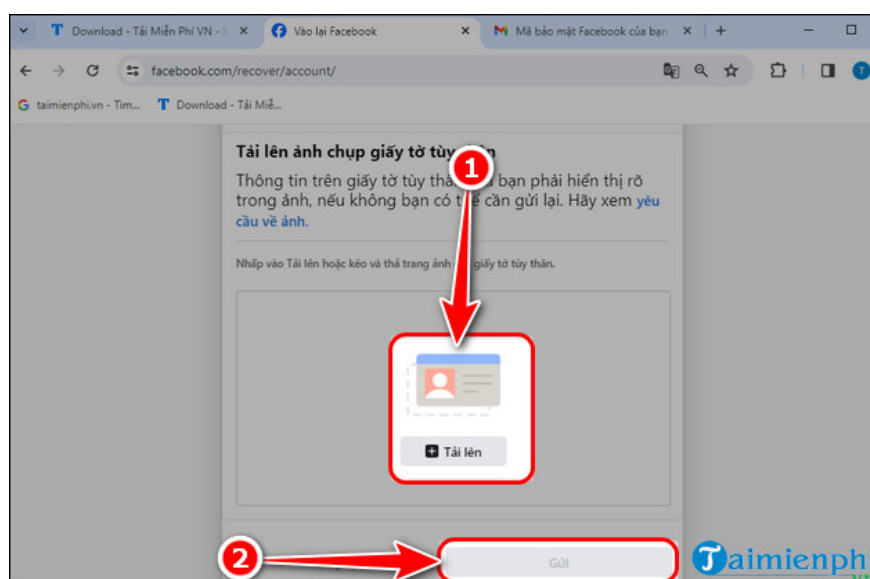 T Download - Tải Miễn Phí VN - P
Vào lại Facebook
Mã bảo mật Facebook của bạn
facebook.com/recover/account/
T
G taimienphi.vn - Tìm...
T Download - Tải Miễ...
Tải lên ảnh chụp giấy tờ tùy thân
1
Thông tin trên giấy tờ tùy thân bạn phải hiển thị rõ
trong ảnh, nếu không bạn có thể cần gửi lại. Hãy xem yêu
cầu về ảnh.
Nhấp vào Tải lên hoặc kéo và thả trang ảnh giấy tờ tùy thân.
Tải lên
2
Gửi
Taimienph